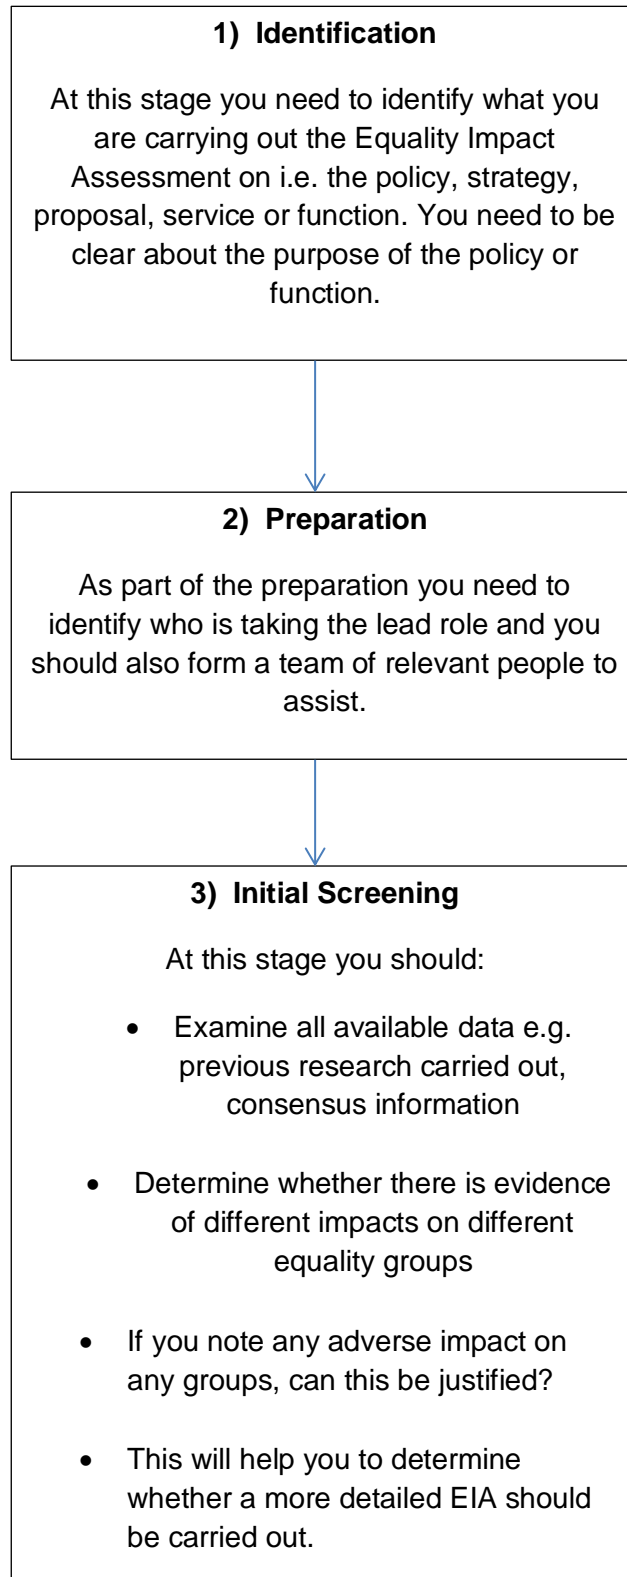 1) Identification
At this stage you need to identify what you
are carrying out the Equality Impact
Assessment on i.e. the policy, strategy,
proposal, service or function. You need to be
clear about the purpose of the policy or
function.
2) Preparation
As part of the preparation you need to
identify who is taking the lead role and you
should also form a team of relevant people to
assist.
3) Initial Screening
At this stage you should:
• Examine all available data e.g.
previous research carried out,
consensus information
• Determine whether there is evidence
of different impacts on different
equality groups
• If you note any adverse impact on
any groups, can this be justified?
• This will help you to determine
whether a more detailed EIA should
be carried out.